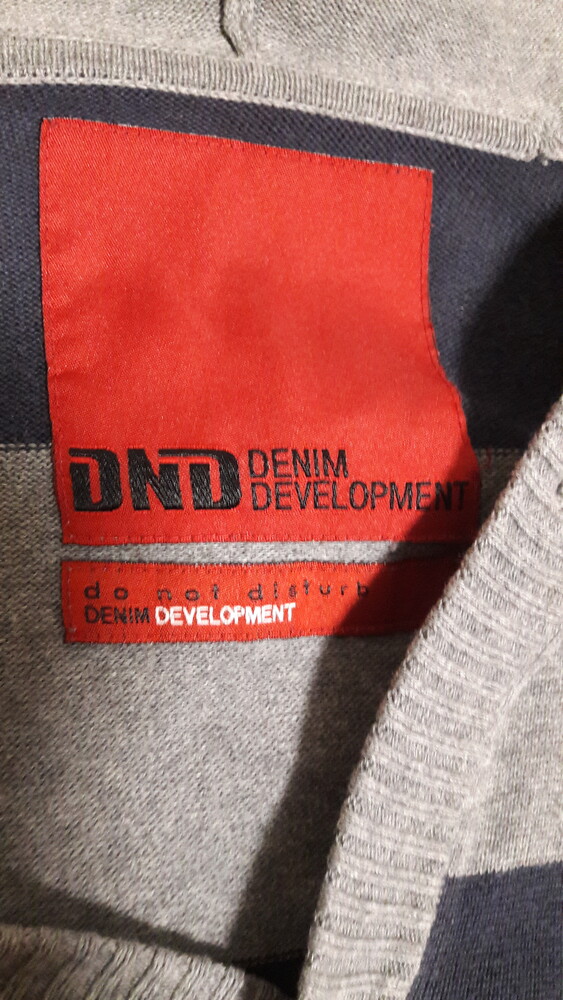 DND DENIM
DEVELOPMENT
do not disturb
DENIM DEVELOPMENT